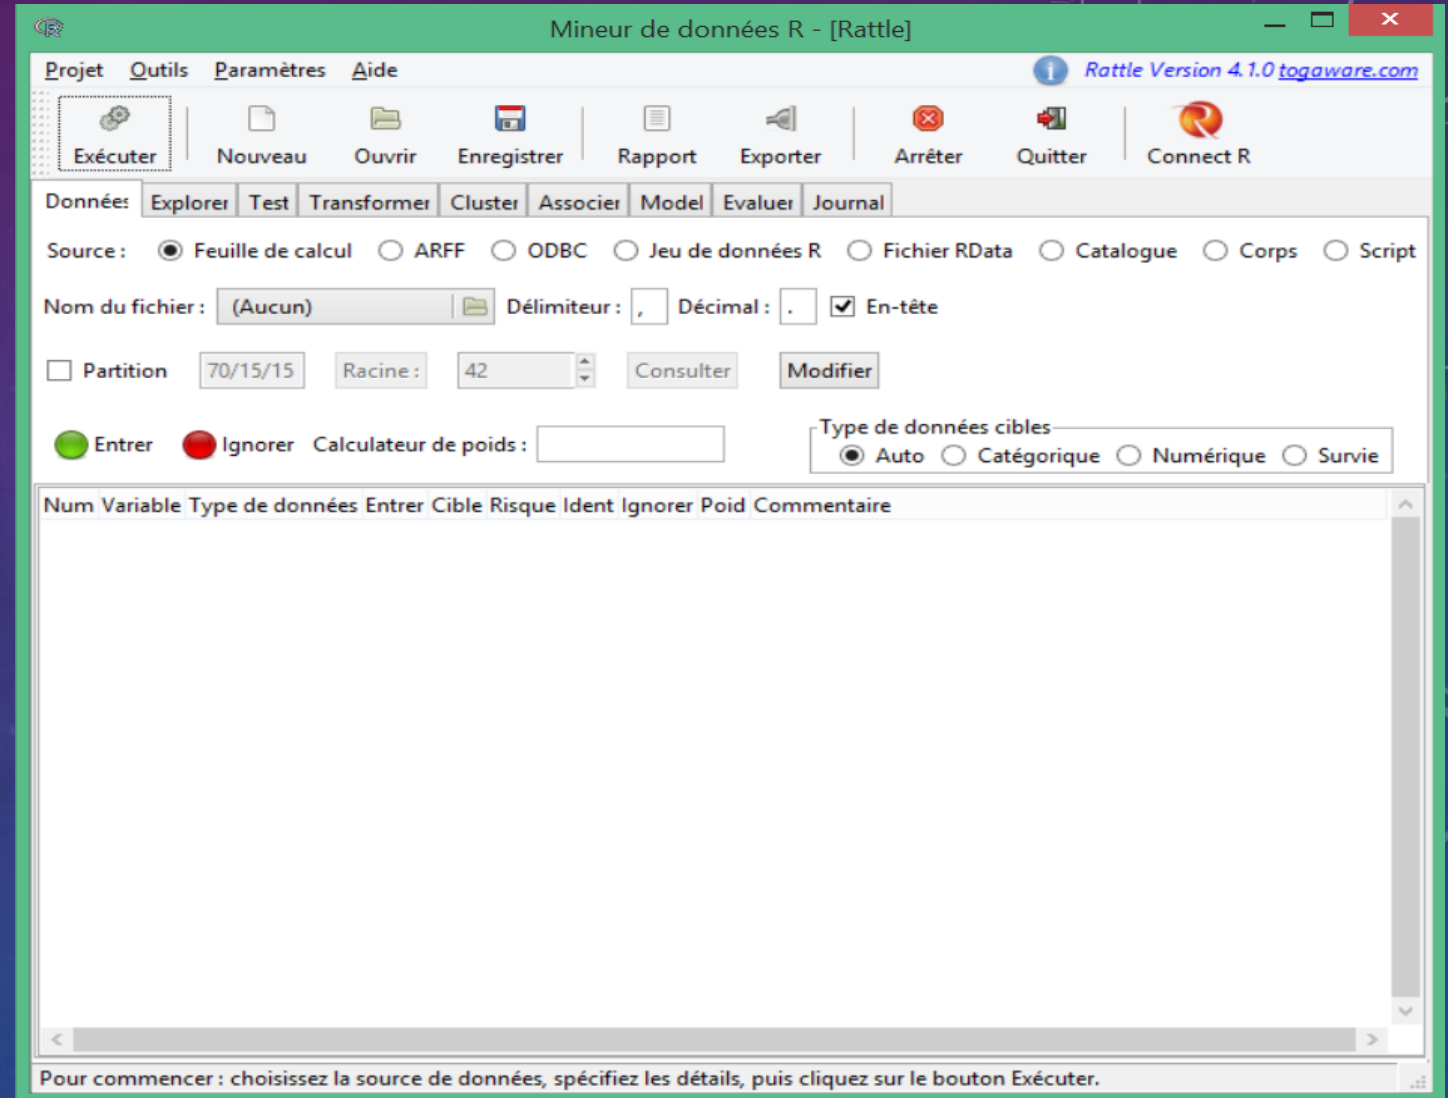 Mineur de données R - [Rattle]
Projet Outils Paramètres Aide Rattle Version 4.1.0 togaware.com
Exécuter Nouveau Ouvrir Enregistrer Rapport Exporter Arrêter Quitter Connect R
Données Explorer Test Transformer Cluster Associer Model Evaluer Journal
Source : Feuille de calcul ARFF ODBC Jeu de données R Fichier RData Catalogue Corps Script
Nom du fichier : (Aucun) Délimiteur : , Décimal : . En-tête
Partition 70/15/15 Racine : 42 Consulter Modifier
Type de données cibles
Entrer Ignorer Calculateur de poids : Auto Catégorique Numérique Survie
Num Variable Type de données Entrer Cible Risque Ident Ignorer Poid Commentaire
Pour commencer : choisissez la source de données, spécifiez les détails, puis cliquez sur le bouton Exécuter.